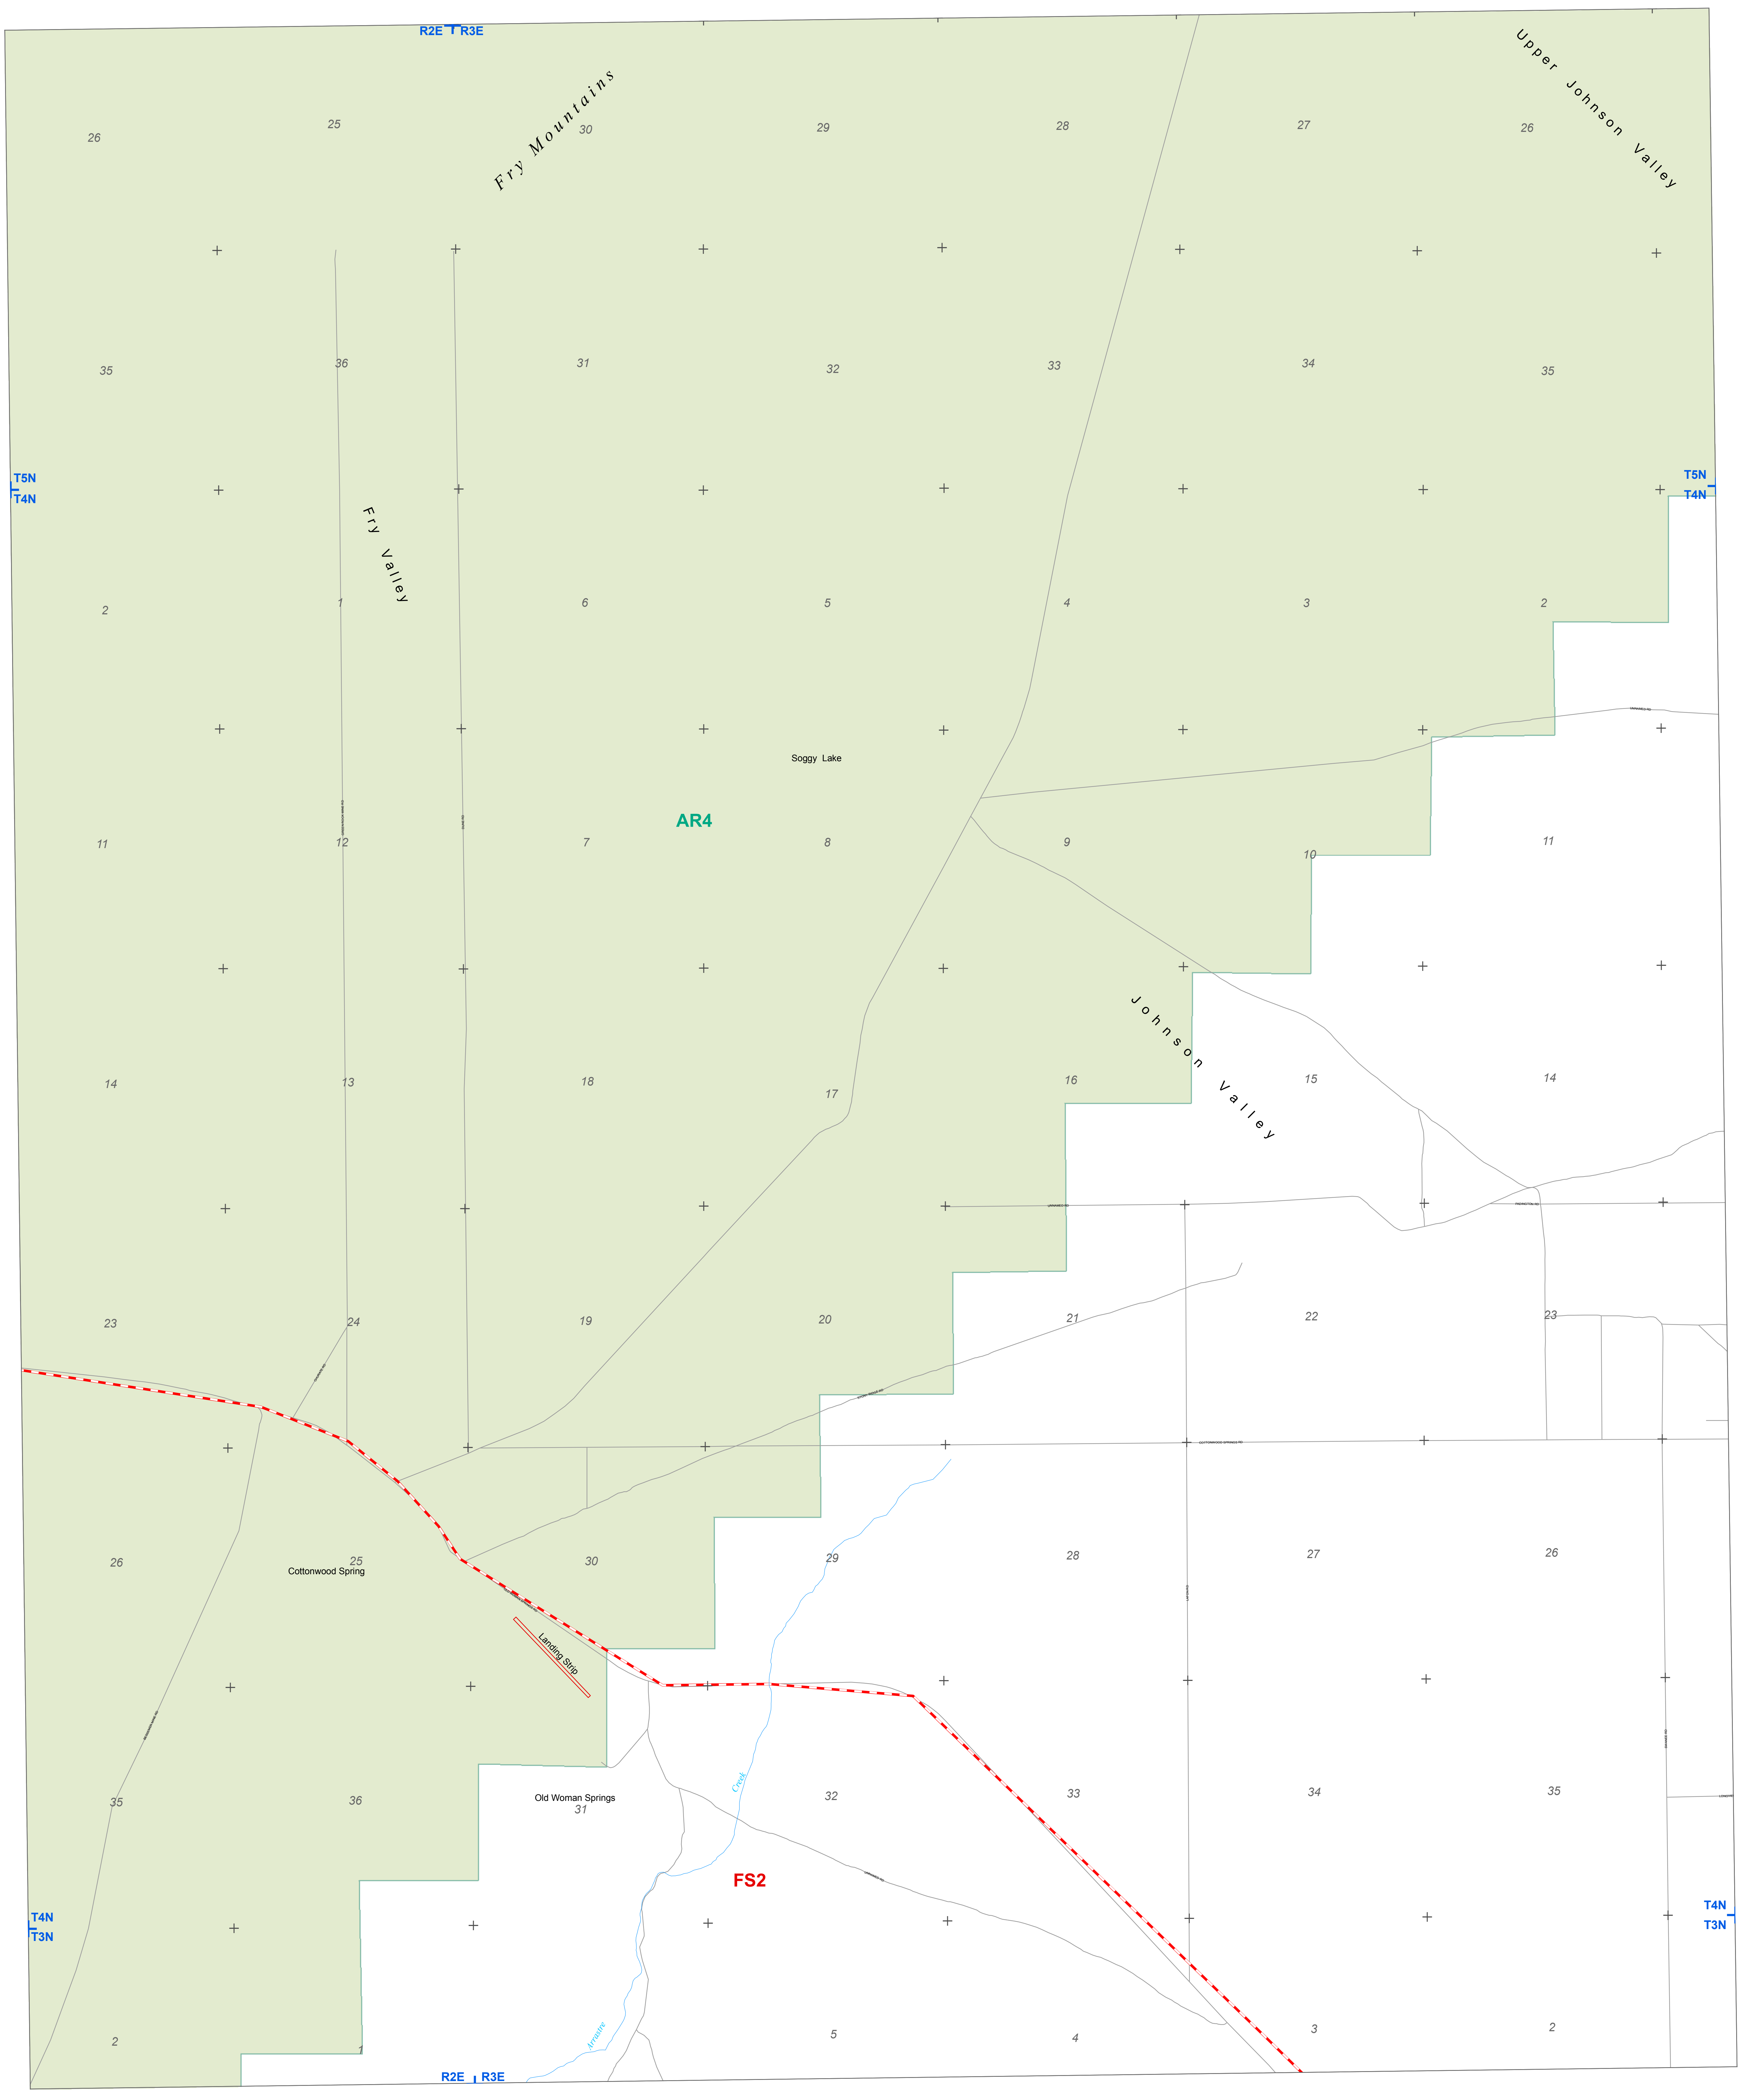 R2E R3E
Upper Johnson Valley
Fry Mountains
26 25 30 29 28 27 26
35 36 31 32 33 34 35
T5N
T4N
T5N
T4N
Fry Valley
2 1 6 5 4 3 2
Soggy Lake
AR4
11 12 7 8 9 10 11
Johnson Valley
14 13 18 17 16 15 14
23 24 19 20 21 22 23
COTTONWOOD SPRINGS RD
26 25 30 29 28 27 26
Cottonwood Spring
Landing Strip
35 36 31 32 33 34 35
Old Woman Springs
Creek
FS2
T4N
T3N
T4N
T3N
Arrastre
2 1 5 4 3 2
R2E R3E